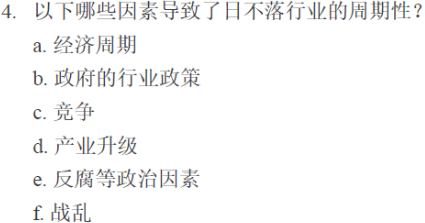 4. 以下哪些因素导致了日不落行业的周期性？
a. 经济周期
b. 政府的行业政策
c. 竞争
d. 产业升级
e. 反腐等政治因素
f. 战乱